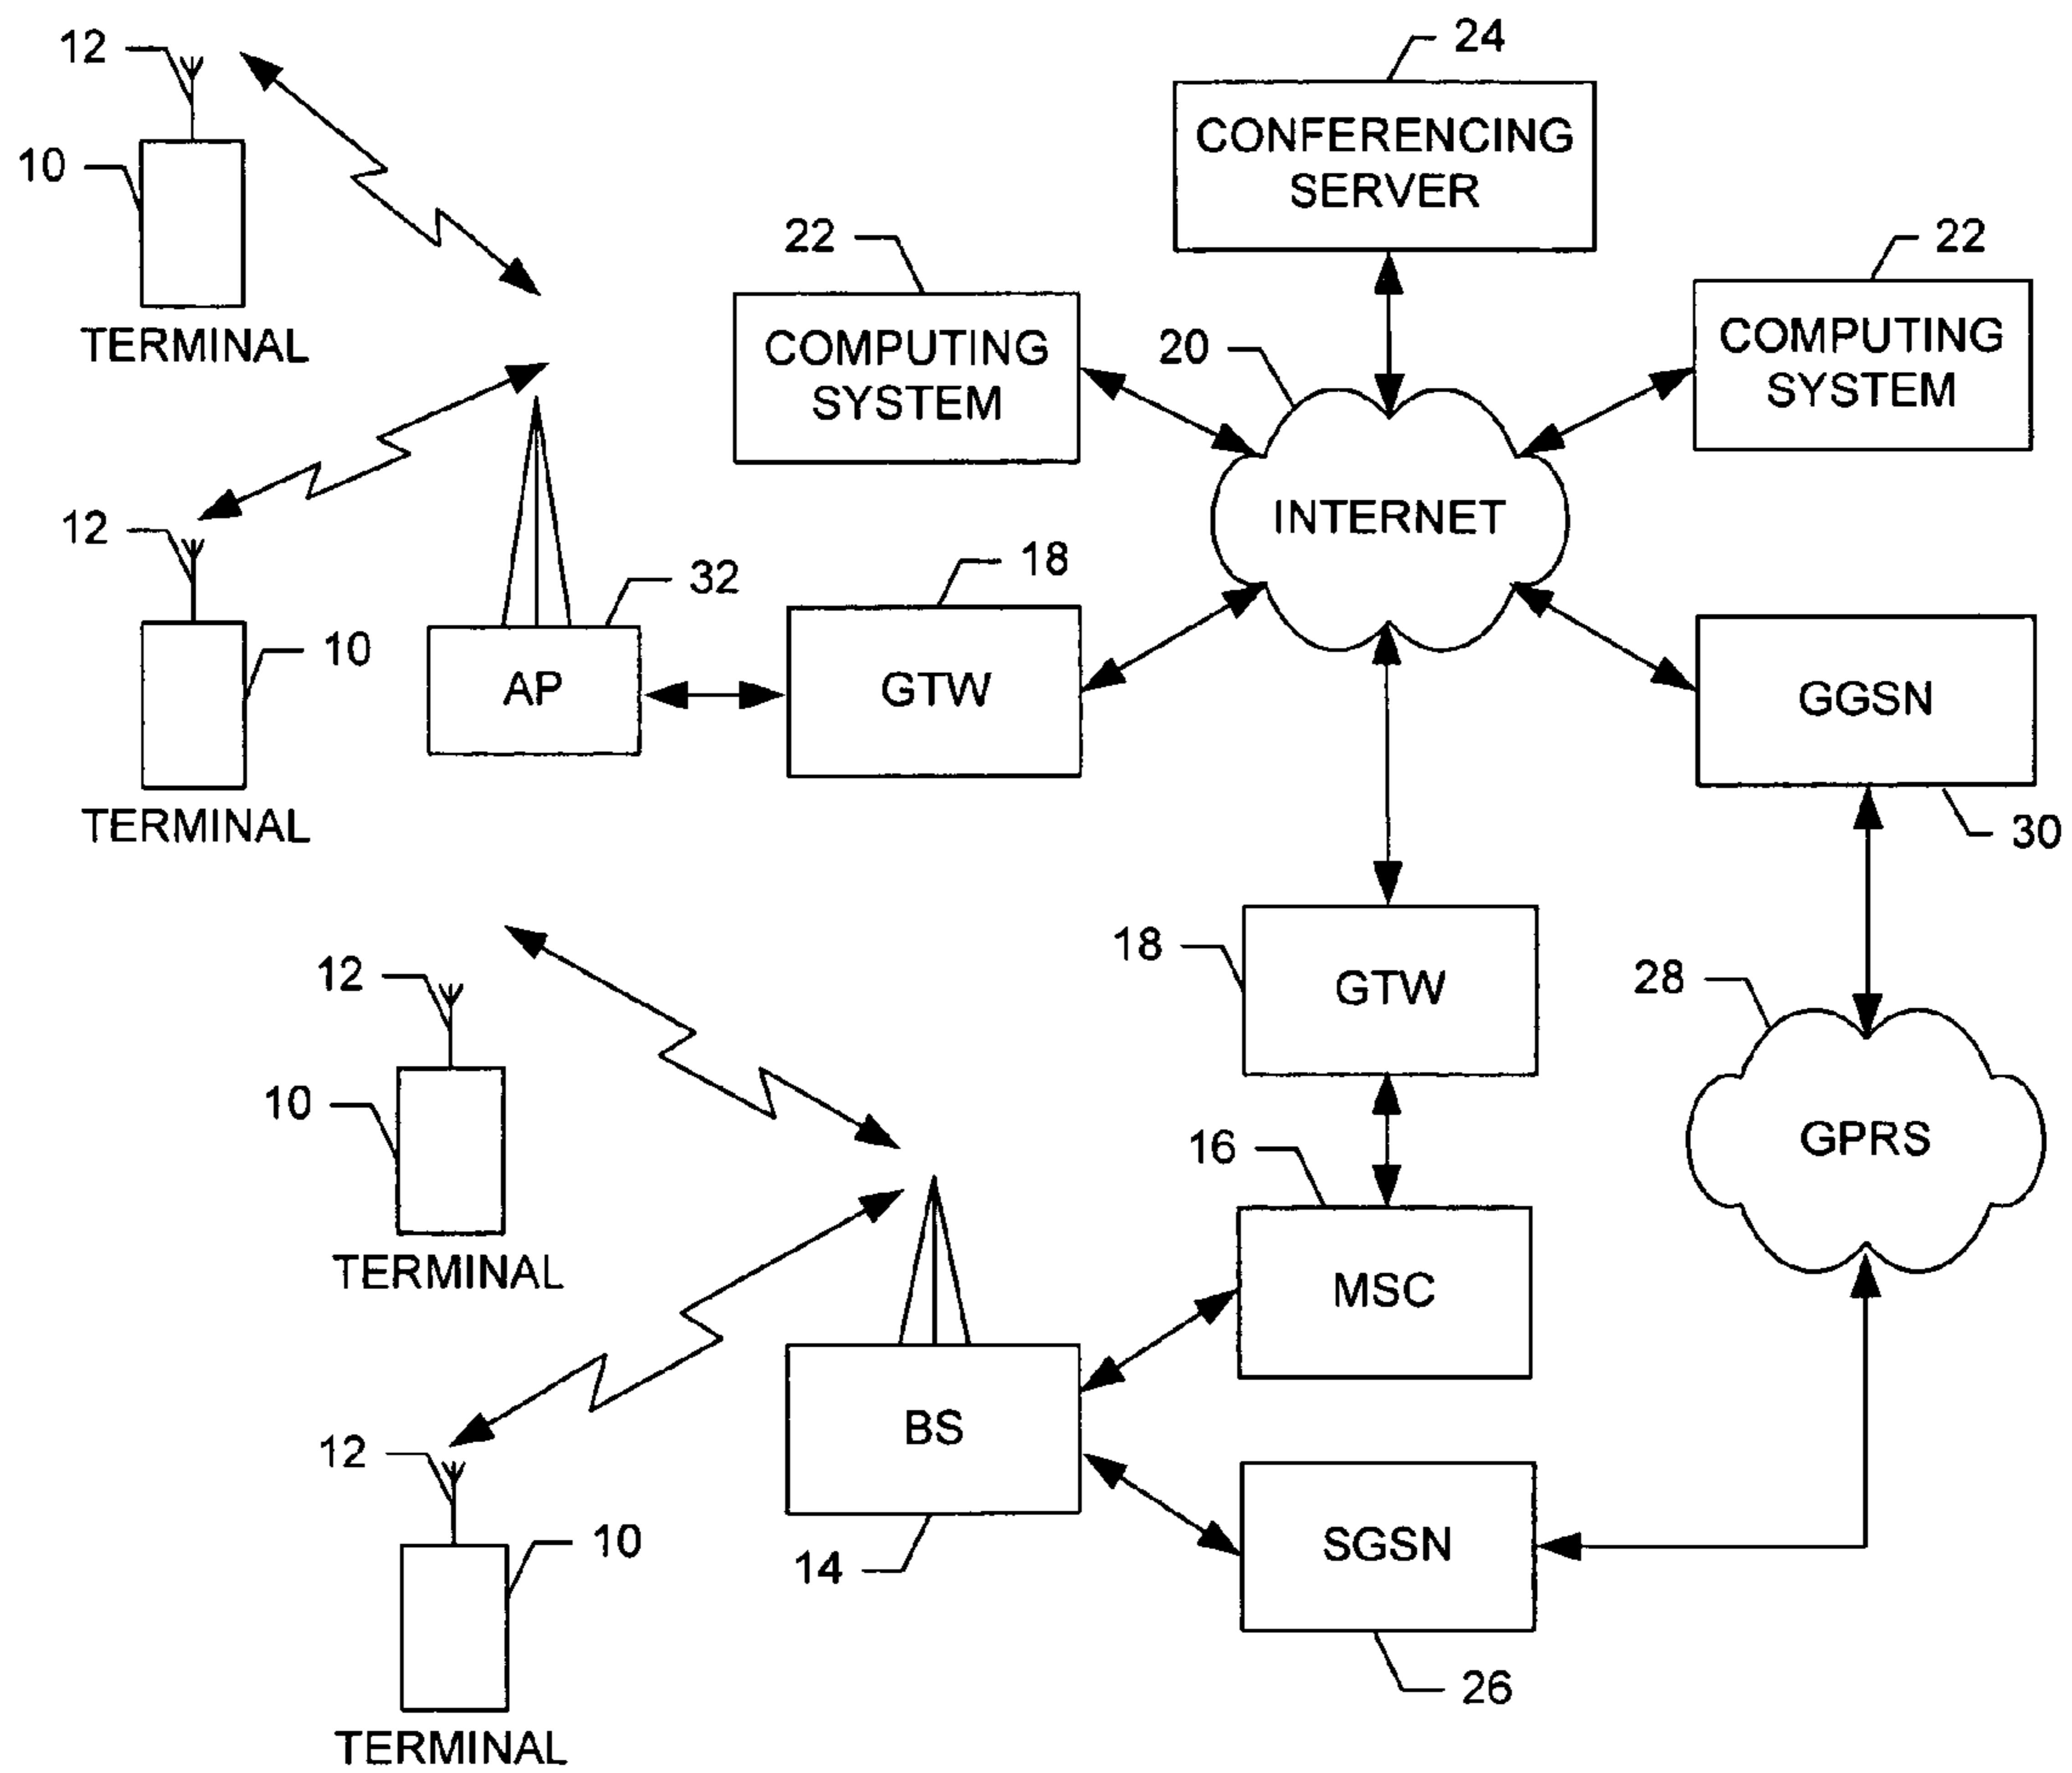 12
24
CONFERENCING
SERVER
10
22
22
COMPUTING
SYSTEM
COMPUTING
SYSTEM
TERMINAL
20
INTERNET
12
18
32
10
AP
GTW
GGSN
TERMINAL
30
12
18
GTW
28
10
16
GPRS
TERMINAL
MSC
BS
12
10
14
SGSN
26
TERMINAL